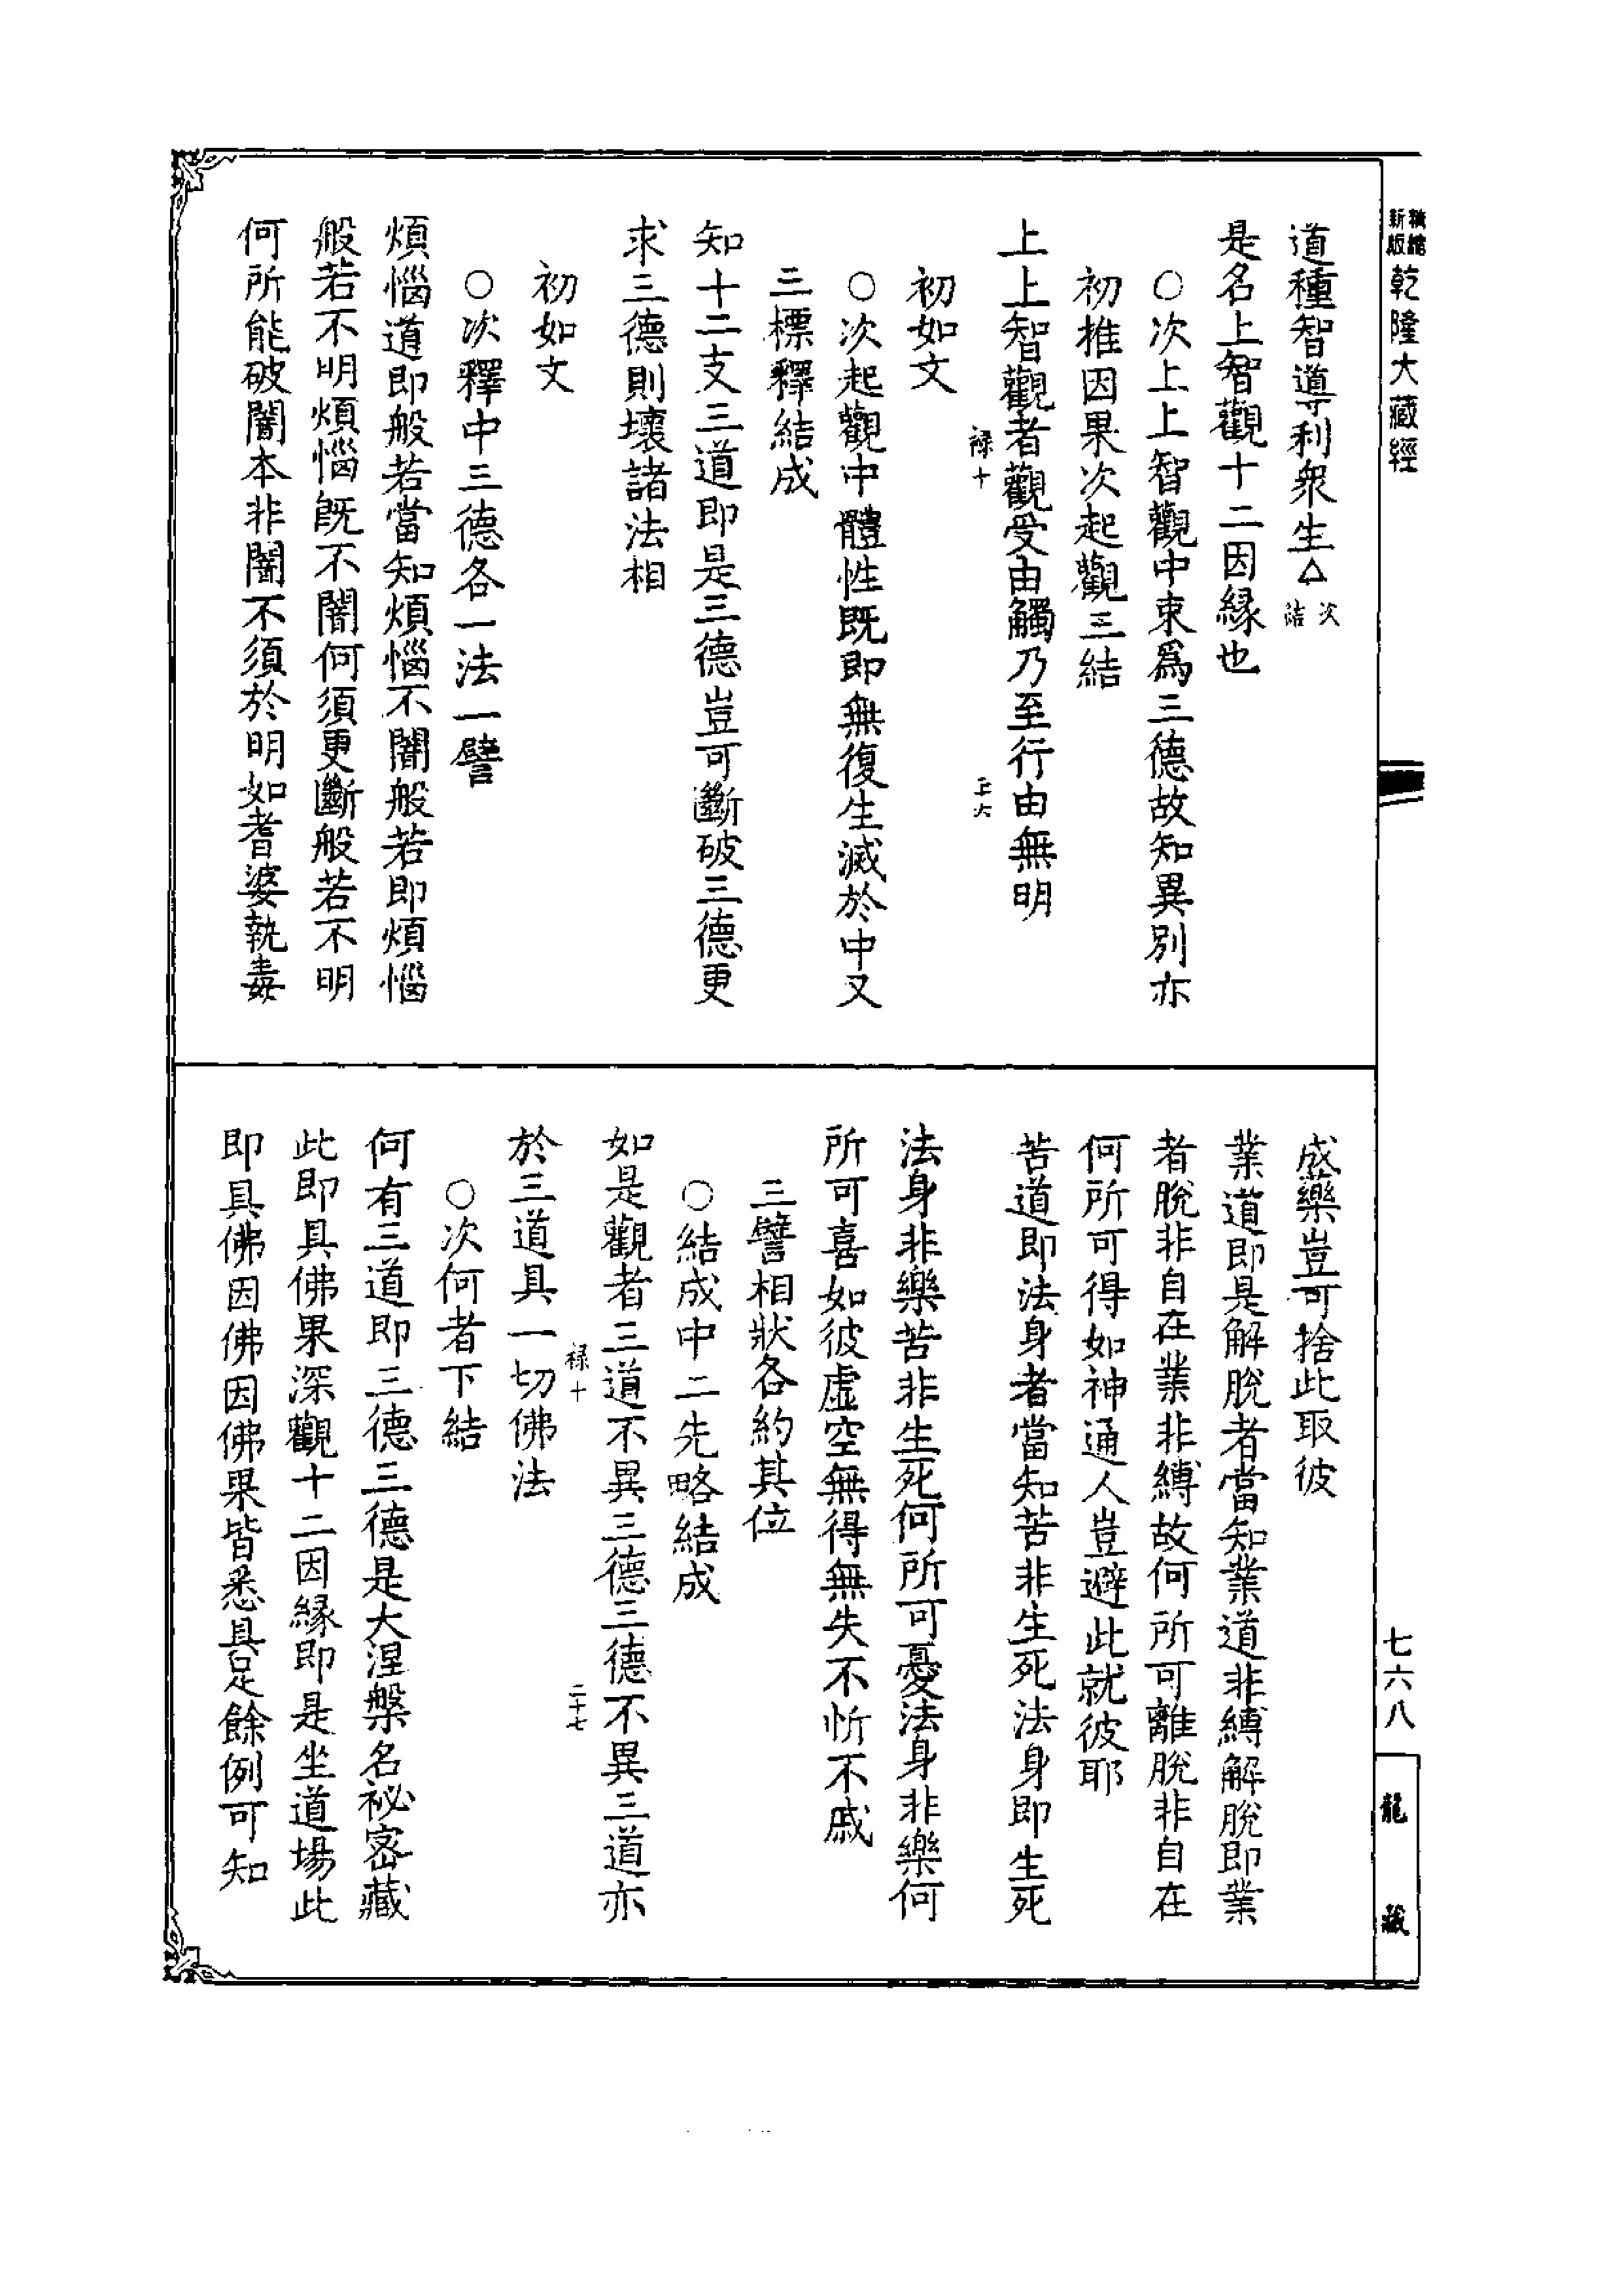 新版
乾隆大藏經
道種智導利衆生△次結
是名上智觀十二因縁也
○次上上智觀中束爲三德故知異別亦
初推因果次起觀三結
上上智觀者觀受由觸乃至行由無明
祿十
二十六
初如文
○次起觀中體性既即無復生滅於中又
三標釋結成
知十二支三道即是三德豈可斷破三德更
求三德則壞諸法相
初如文
○次釋中三德各一法一譬
煩惱道即般若當知煩惱不闇般若即煩惱
般若不明煩惱既不闇何須更斷般若不明
何所能破闇本非闇不須於明如耆婆執毒
成藥豈可捨此取彼
業道即是解脫者當知業道非縛解脫即業
者脫非自在業非縛故何所可離脫非自在
何所可得如神通人豈避此就彼耶
苦道即法身者當知苦非生死法身即生死
法身非樂苦非生死何所可憂法身非樂何
所可喜如彼虛空無得無失不忻不戚
三譬相狀各約其位
○結成中二先略結成
如是觀者三道不異三德三德不異三道亦
祿十
二十七
於三道具一切佛法
○次何者下結
何有三道即三德三德是大涅槃名祕密藏
此即具佛果深觀十二因緣即是坐道場此
即具佛因佛因佛果皆悉具足餘例可知
七六八
龍藏